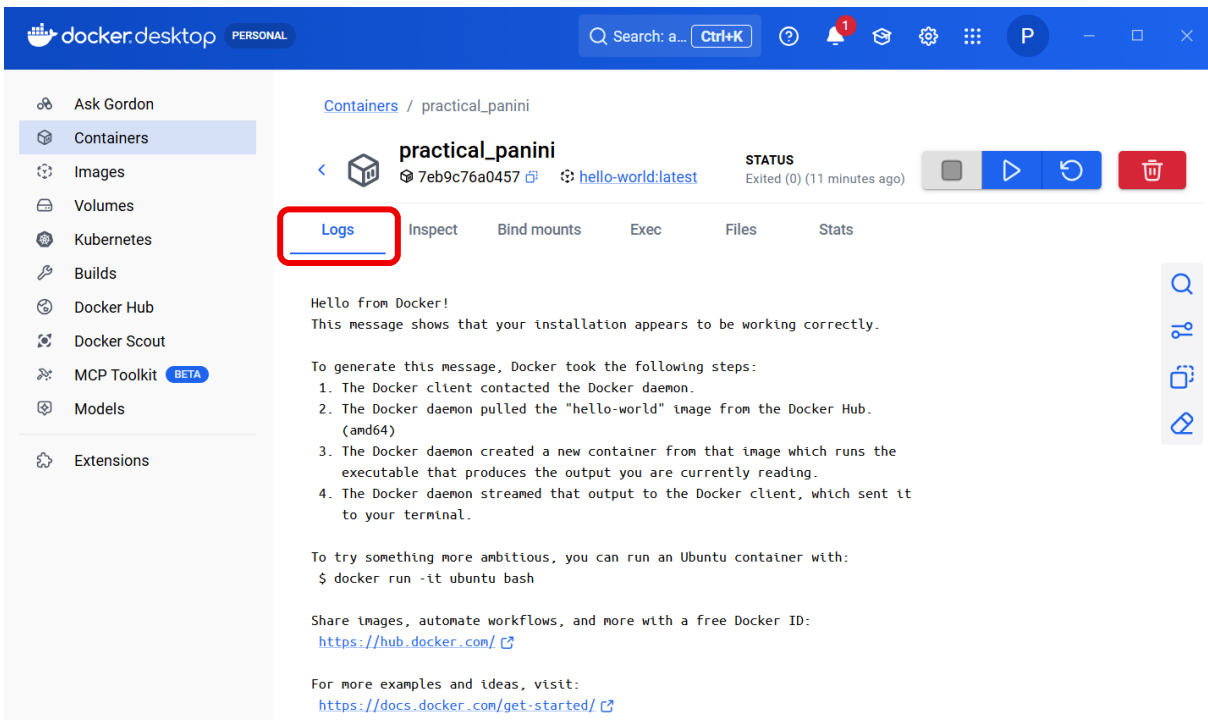 docker.desktop PERSONAL Search: a... Ctrl+K 1 P
Ask Gordon
Containers
Images
Volumes
Kubernetes
Builds
Docker Hub
Docker Scout
MCP Toolkit BETA
Models
Extensions
Containers / practical_panini
practical_panini
7eb9c76a0457 hello-world:latest
STATUS
Exited (0) (11 minutes ago)
Logs Inspect Bind mounts Exec Files Stats
Hello from Docker!
This message shows that your installation appears to be working correctly.
To generate this message, Docker took the following steps:
1. The Docker client contacted the Docker daemon.
2. The Docker daemon pulled the "hello-world" image from the Docker Hub.
(amd64)
3. The Docker daemon created a new container from that image which runs the
executable that produces the output you are currently reading.
4. The Docker daemon streamed that output to the Docker client, which sent it
to your terminal.
To try something more ambitious, you can run an Ubuntu container with:
$ docker run -it ubuntu bash
Share images, automate workflows, and more with a free Docker ID:
https://hub.docker.com/
For more examples and ideas, visit:
https://docs.docker.com/get-started/